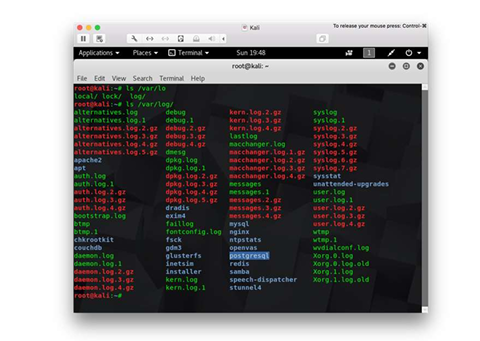 Kali
To release your mouse press: Control-⌘
Applications Places Terminal Sun 19:48 1
root@kali: ~
File Edit View Search Terminal Help
root@kali:~# ls /var/lo
local/ lock/ log/
root@kali:~# ls /var/log/
alternatives.log debug kern.log.2.gz syslog
alternatives.log.1 debug.1 kern.log.3.gz syslog.1
alternatives.log.2.gz debug.2.gz kern.log.4.gz syslog.2.gz
alternatives.log.3.gz debug.3.gz lastlog syslog.3.gz
alternatives.log.4.gz debug.4.gz macchanger.log syslog.4.gz
alternatives.log.5.gz dmesg macchanger.log.1.gz syslog.5.gz
apache2 dpkg.log macchanger.log.2.gz syslog.6.gz
apt dpkg.log.1 macchanger.log.3.gz syslog.7.gz
auth.log dpkg.log.2.gz macchanger.log.4.gz sysstat
auth.log.1 dpkg.log.3.gz messages unattended-upgrades
auth.log.2.gz dpkg.log.4.gz messages.1 user.log
auth.log.3.gz dpkg.log.5.gz messages.2.gz user.log.1
auth.log.4.gz dradis messages.3.gz user.log.2.gz
bootstrap.log exim4 messages.4.gz user.log.3.gz
btmp faillog mysql user.log.4.gz
btmp.1 fontconfig.log nginx wtmp
chkrootkit fsck ntpstats wtmp.1
couchdb gdm3 openvas wvdialconf.log
daemon.log glusterfs postgresql Xorg.0.log
daemon.log.1 inetsim redis Xorg.0.log.old
daemon.log.2.gz installer samba Xorg.1.log
daemon.log.3.gz kern.log speech-dispatcher Xorg.1.log.old
daemon.log.4.gz kern.log.1 stunnel4
root@kali:~#